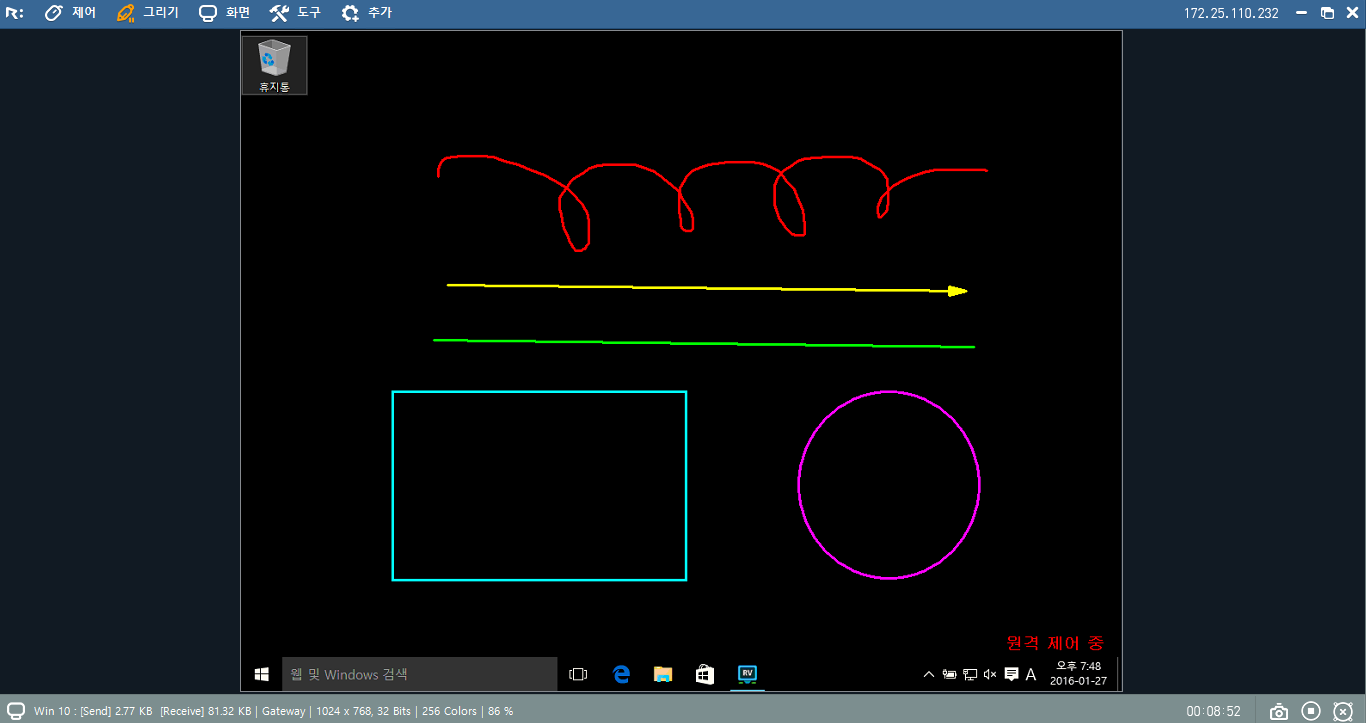 R: 제어 그리기 화면 도구 추가 172.25.110.232
휴지통
원격 제어 중
웹 및 Windows 검색
RV
A
오후 7:48
2016-01-27
Win 10 : [Send] 2.77 KB [Receive] 81.32 KB | Gateway | 1024 x 768, 32 Bits | 256 Colors | 86 % 00:08:52